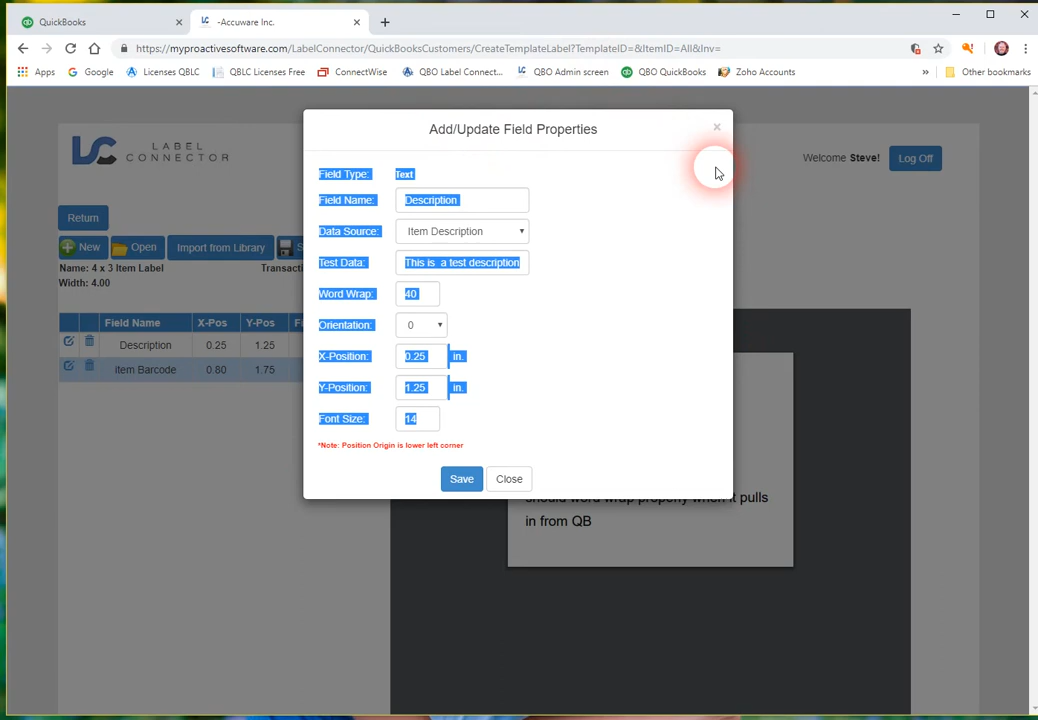 QuickBooks
-Accuware Inc.
https://myproactivesoftware.com/LabelConnector/QuickBooksCustomers/CreateTemplateLabel?TemplateID=&ItemID=All&Inv=
Apps Google Licenses QBLC QBLC Licenses Free ConnectWise QBO Label Connect... QBO Admin screen QBO QuickBooks Zoho Accounts » Other bookmarks
Add/Update Field Properties ×
LC LABEL CONNECTOR
Welcome Steve! Log Off
Field Type: Text
Field Name: Description
Return
Data Source: Item Description
New Open Import from Library S
Test Data: This is a test description
Name: 4 x 3 Item Label Transac
Width: 4.00
Word Wrap: 40
Field Name X-Pos Y-Pos F
Orientation: 0
Description 0.25 1.25
X-Position: 0.25 in.
item Barcode 0.80 1.75
Y-Position: 1.25 in.
Font Size: 14
*Note: Position Origin is lower left corner
Save Close
should word wrap properly when it pulls
in from QB